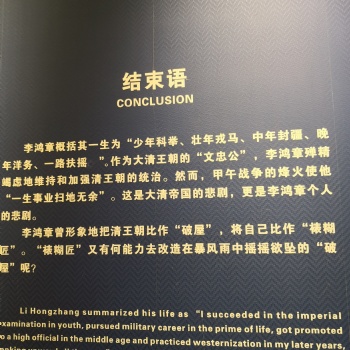 结束语
CONCLUSION
李鸿章概括其一生为“少年科举、壮年戎马、中年封疆、晚
年洋务、一路扶摇 ”。作为大清王朝的“文忠公”，李鸿章殚精
竭虑地维持和加强清王朝的统治。然而，甲午战争的烽火使他
“一生事业扫地无余”。这是大清帝国的悲剧，更是李鸿章个人
的悲剧。
李鸿章曾形象地把清王朝比作“破屋”，将自己比作“裱糊
匠”。“裱糊匠”又有何能力去改造在暴风雨中摇摇欲坠的“破
屋”呢?
Li Hongzhang summarized his life as "I succeeded in the imperial
examination in youth, pursued military career in the prime of life, got promoted
to a high official in the middle age and practiced westernization in my later years,